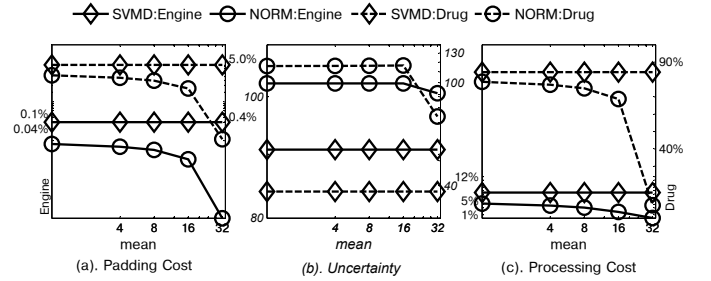 SVMD:Engine NORM:Engine SVMD:Drug NORM:Drug
5.0%
0.1%
0.04%
0.4%
Engine
4 8 16 32
mean
(a). Padding Cost
130
100
100
40
80
4 8 16 32
mean
(b). Uncertainty
90%
40%
12%
5%
1%
Drug
4 8 16 32
mean
(c). Processing Cost